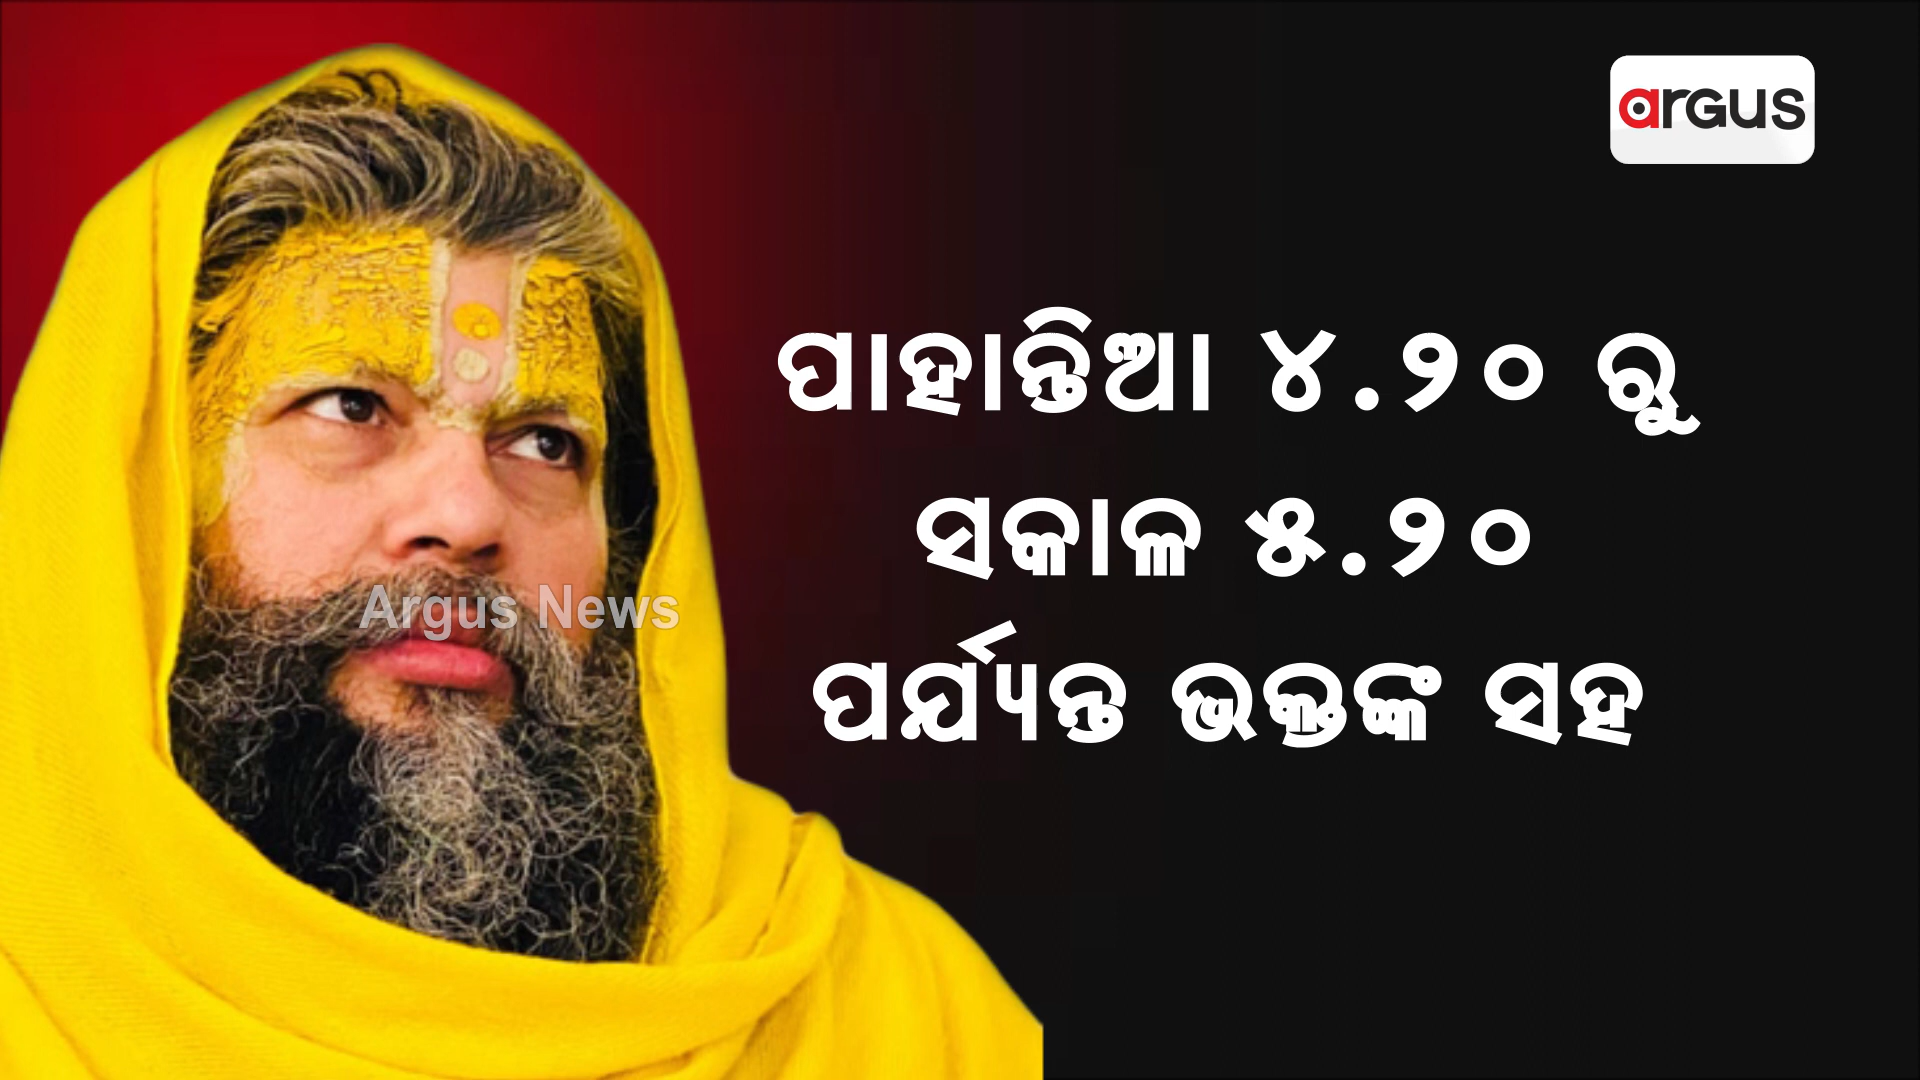 argus
ପାହାନ୍ତିଆ ୪.୨୦ ରୁ
ସକାଳ ୫.୨୦
Argus News
ପର୍ଯ୍ୟନ୍ତ ଭକ୍ତଙ୍କ ସହ